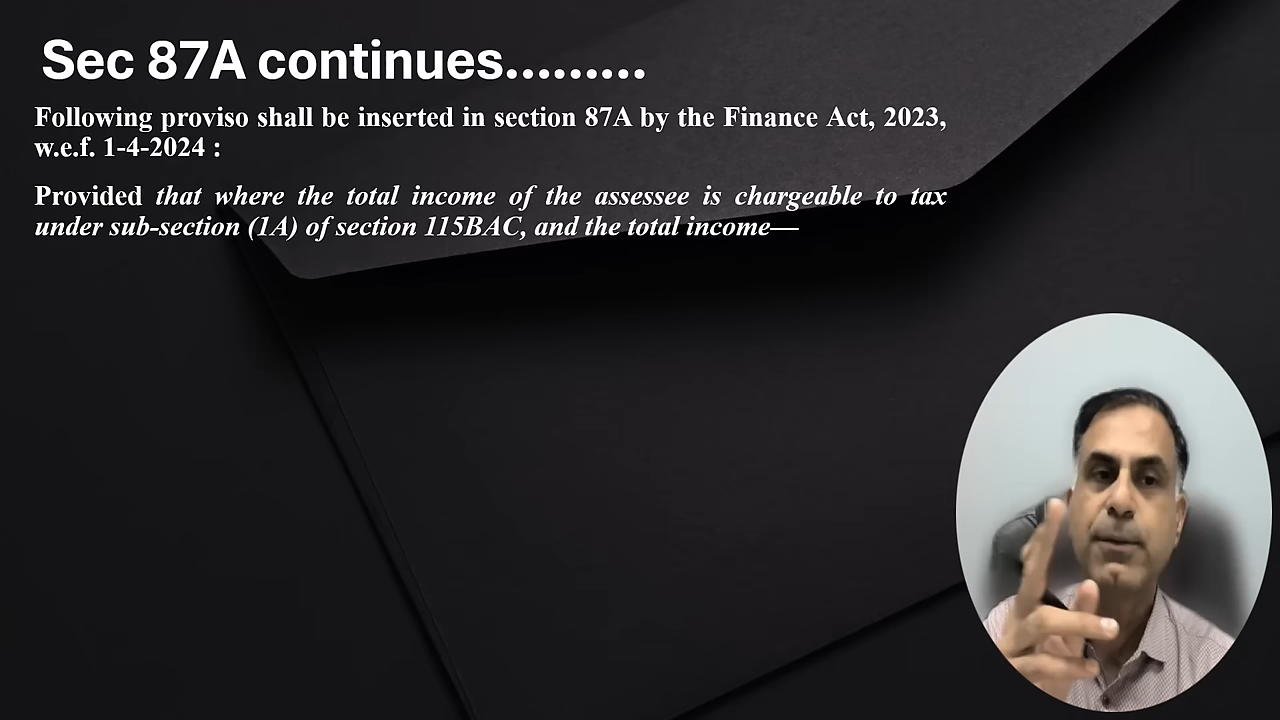 Sec 87A continues.........
Following proviso shall be inserted in section 87A by the Finance Act, 2023,
w.e.f. 1-4-2024 :
Provided that where the total income of the assessee is chargeable to tax
under sub-section (1A) of section 115BAC, and the total income—